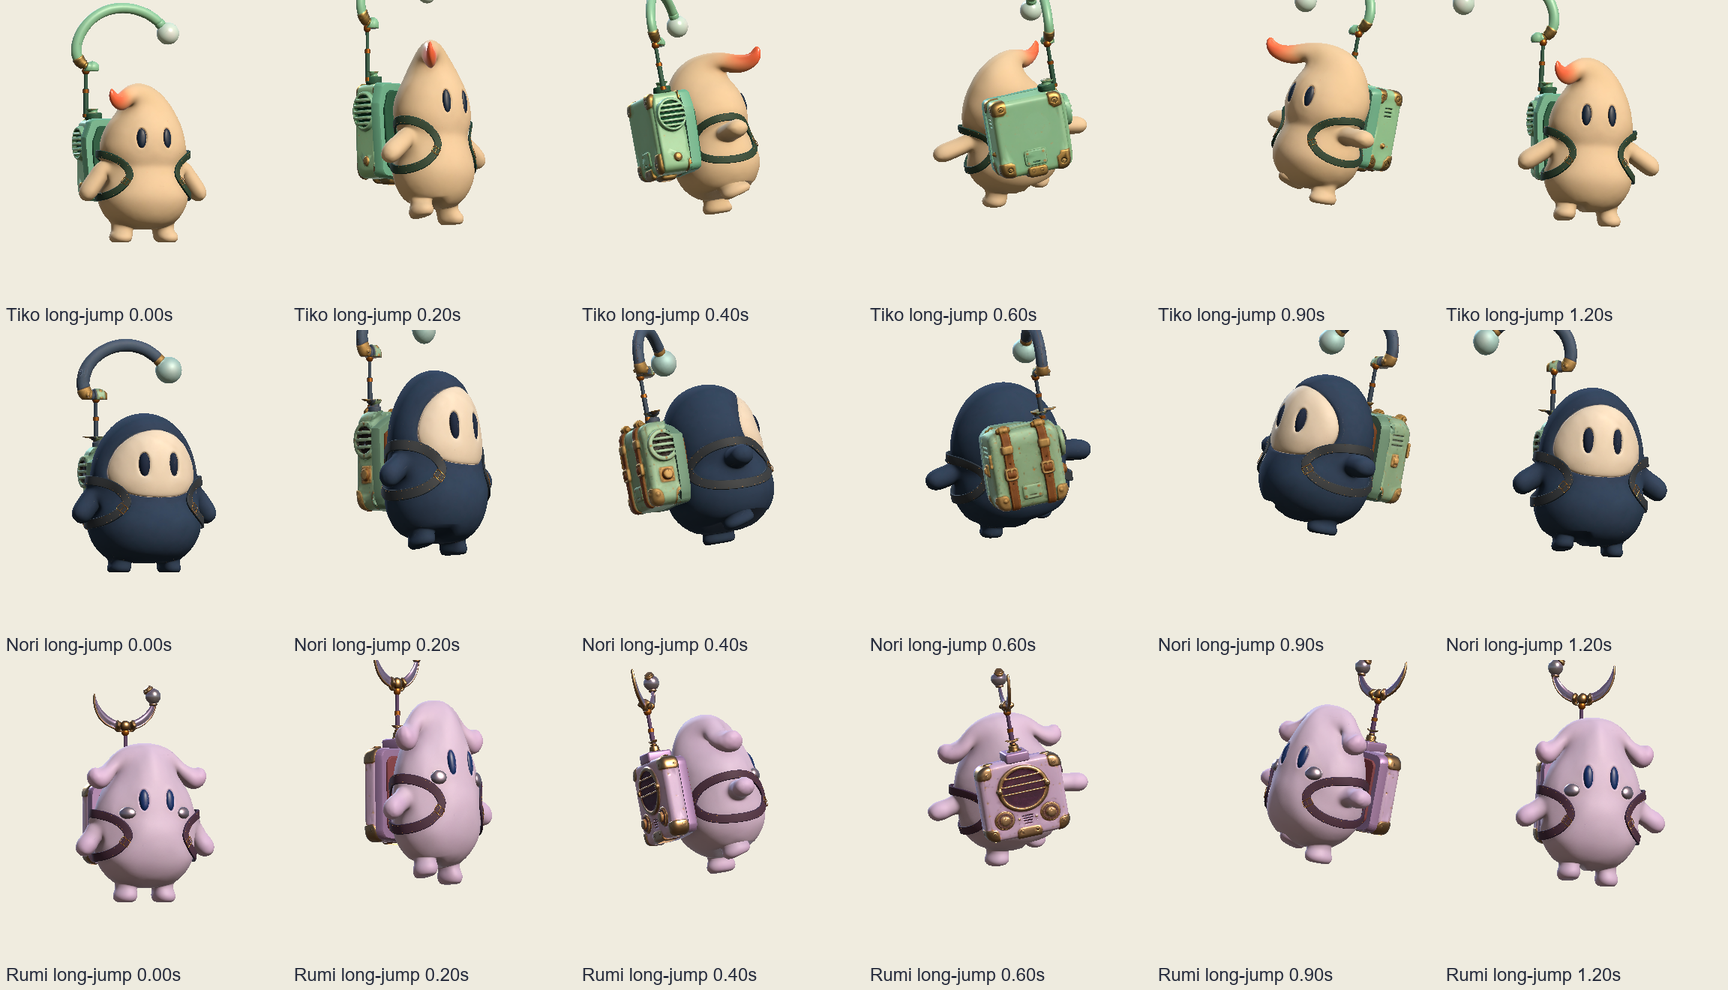 Tiko long-jump 0.00s
Tiko long-jump 0.20s
Tiko long-jump 0.40s
Tiko long-jump 0.60s
Tiko long-jump 0.90s
Tiko long-jump 1.20s
Nori long-jump 0.00s
Nori long-jump 0.20s
Nori long-jump 0.40s
Nori long-jump 0.60s
Nori long-jump 0.90s
Nori long-jump 1.20s
Rumi long-jump 0.00s
Rumi long-jump 0.20s
Rumi long-jump 0.40s
Rumi long-jump 0.60s
Rumi long-jump 0.90s
Rumi long-jump 1.20s